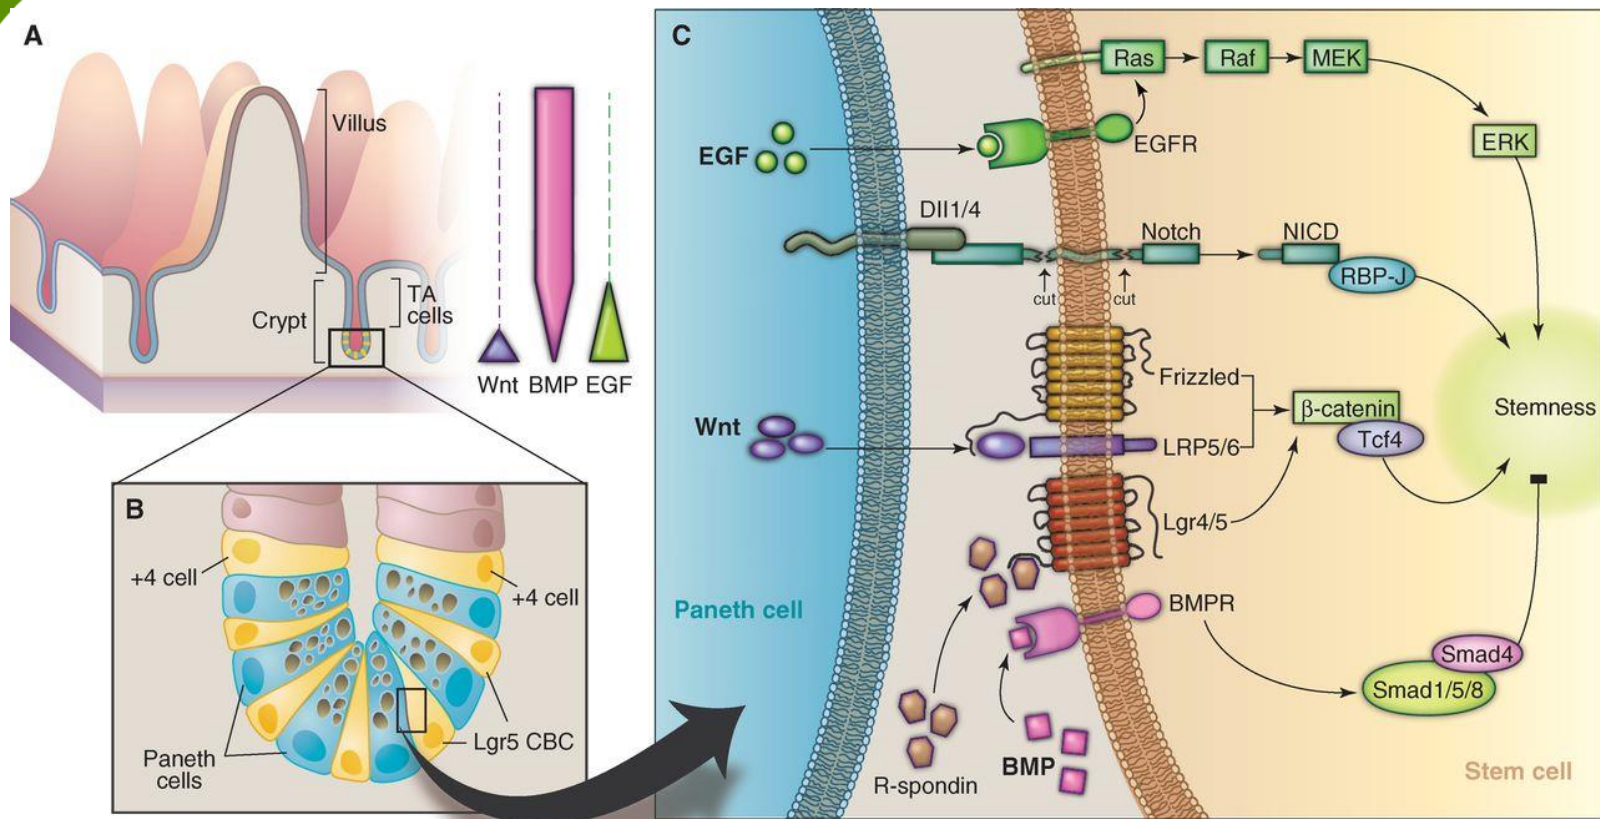 A
Villus
TA
cells
Crypt
Wnt
BMP
EGF
B
+4 cell
+4 cell
Paneth
cells
Lgr5 CBC
C
Ras
Raf
MEK
ERK
EGF
EGFR
Dll1/4
Notch
NICD
RBP-J
cut
cut
Frizzled
Wnt
LRP5/6
β-catenin
Tcf4
Stemness
Lgr4/5
Paneth cell
BMPR
Smad4
Smad1/5/8
R-spondin
BMP
Stem cell